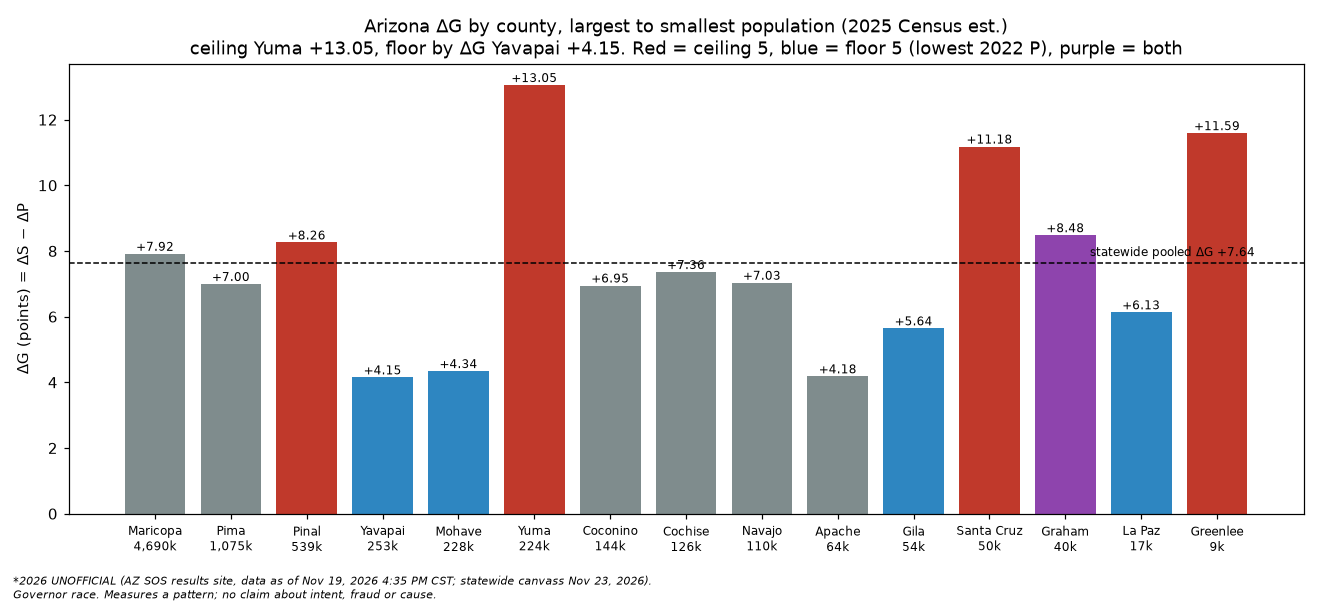 Arizona ΔG by county, largest to smallest population (2025 Census est.)
ceiling Yuma +13.05, floor by ΔG Yavapai +4.15. Red = ceiling 5, blue = floor 5 (lowest 2022 P), purple = both
ΔG (points) = ΔS − ΔP
12
10
8
6
4
2
0
+7.92
+7.00
+8.26
+4.15
+4.34
+13.05
+6.95
+7.36
+7.03
+4.18
+5.64
+11.18
+8.48
+6.13
+11.59
statewide pooled ΔG +7.64
Maricopa
4,690k
Pima
1,075k
Pinal
539k
Yavapai
253k
Mohave
228k
Yuma
224k
Coconino
144k
Cochise
126k
Navajo
110k
Apache
64k
Gila
54k
Santa Cruz
50k
Graham
40k
La Paz
17k
Greenlee
9k
*2026 UNOFFICIAL (AZ SOS results site, data as of Nov 19, 2026 4:35 PM CST; statewide canvass Nov 23, 2026).
Governor race. Measures a pattern; no claim about intent, fraud or cause.